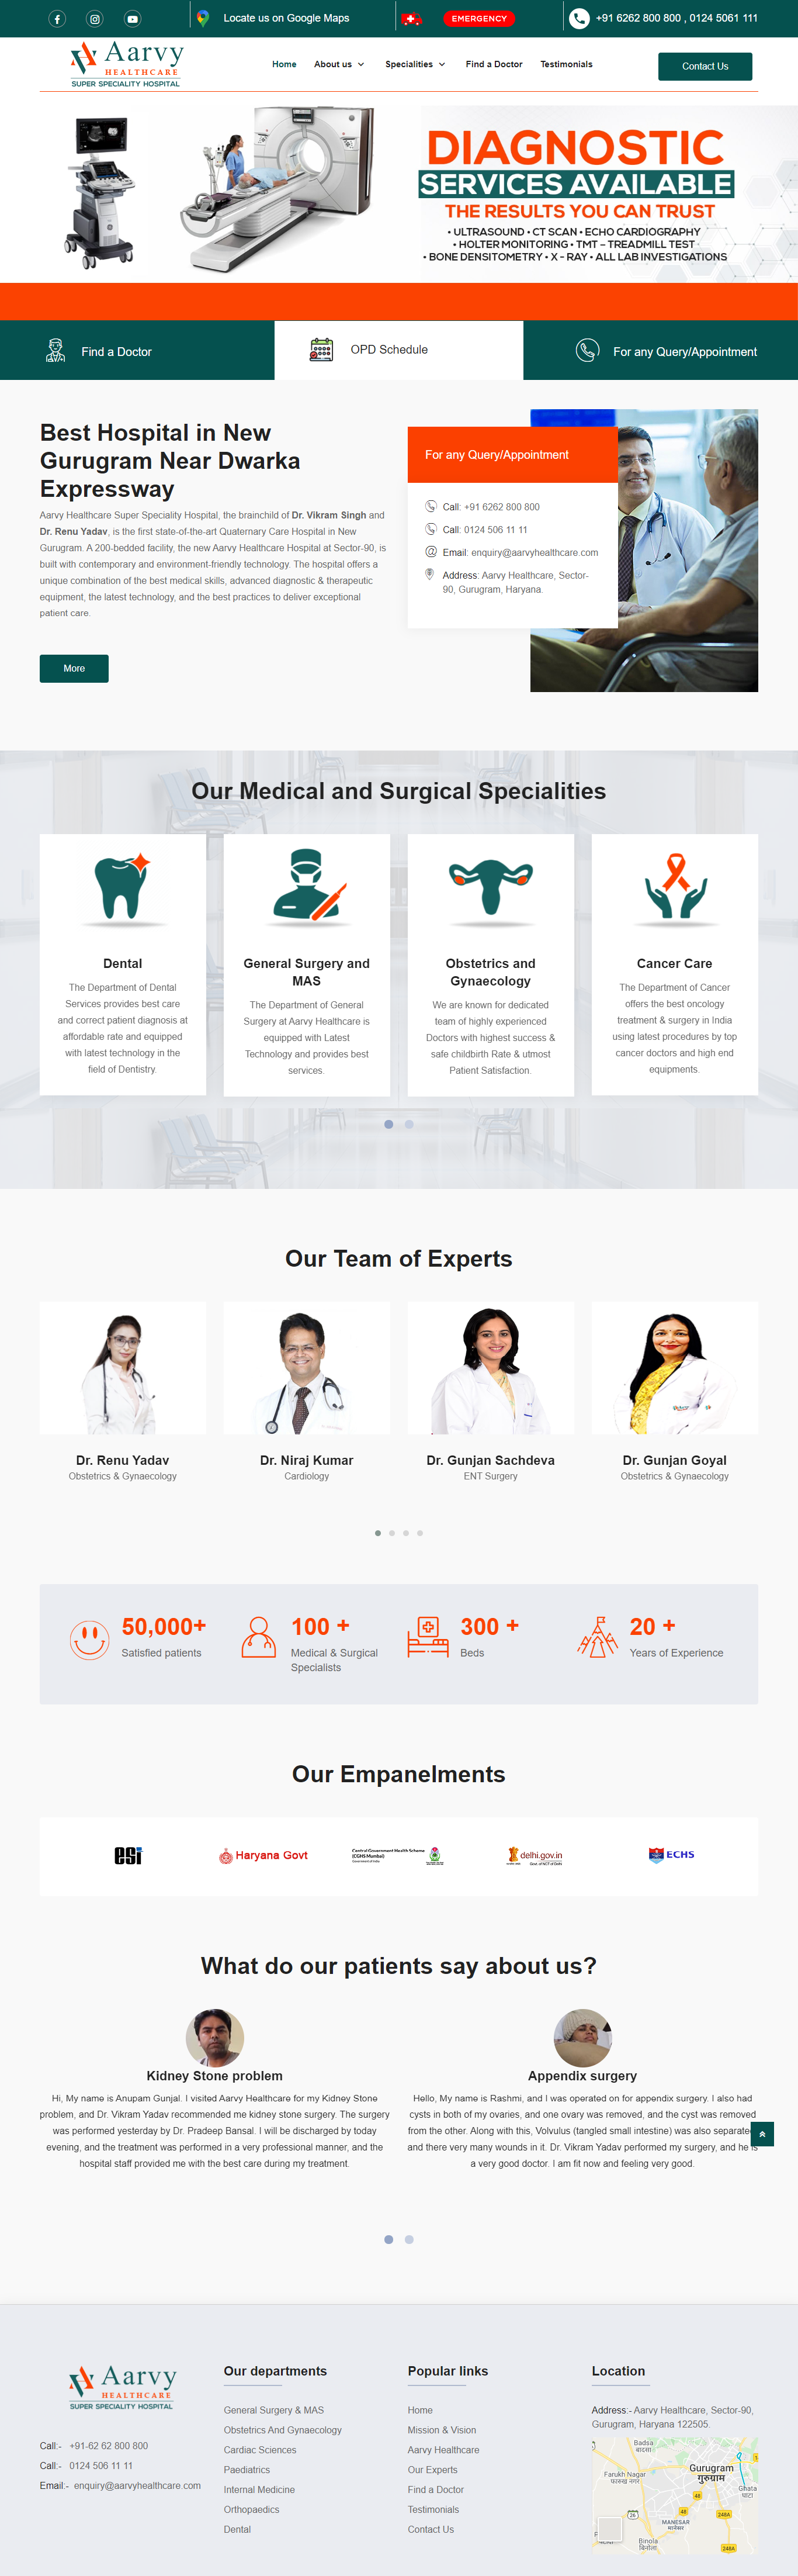 Locate us on Google Maps
EMERGENCY
+91 6262 800 800 , 0124 5061 111
Aarvy
HEALTHCARE
SUPER SPECIALITY HOSPITAL
Home
About us
Specialities
Find a Doctor
Testimonials
Contact Us
DIAGNOSTIC
SERVICES AVAILABLE
THE RESULTS YOU CAN TRUST
• ULTRASOUND • CT SCAN • ECHO CARDIOGRAPHY
• HOLTER MONITORING • TMT – TREADMILL TEST
• BONE DENSITOMETRY • X - RAY • ALL LAB INVESTIGATIONS
Find a Doctor
OPD Schedule
For any Query/Appointment
Best Hospital in New
Gurugram Near Dwarka
Expressway
Aarvy Healthcare Super Speciality Hospital, the brainchild of Dr. Vikram Singh and
Dr. Renu Yadav, is the first state-of-the-art Quaternary Care Hospital in New
Gurugram. A 200-bedded facility, the new Aarvy Healthcare Hospital at Sector-90, is
built with contemporary and environment-friendly technology. The hospital offers a
unique combination of the best medical skills, advanced diagnostic & therapeutic
equipment, the latest technology, and the best practices to deliver exceptional
patient care.
More
For any Query/Appointment
Call: +91 6262 800 800
Call: 0124 506 11 11
Email: enquiry@aarvyhealthcare.com
Address: Aarvy Healthcare, Sector-
90, Gurugram, Haryana.
Our Medical and Surgical Specialities
Dental
The Department of Dental
Services provides best care
and correct patient diagnosis at
affordable rate and equipped
with latest technology in the
field of Dentistry.
General Surgery and
MAS
The Department of General
Surgery at Aarvy Healthcare is
equipped with Latest
Technology and provides best
services.
Obstetrics and
Gynaecology
We are known for dedicated
team of highly experienced
Doctors with highest success &
safe childbirth Rate & utmost
Patient Satisfaction.
Cancer Care
The Department of Cancer
offers the best oncology
treatment & surgery in India
using latest procedures by top
cancer doctors and high end
equipments.
Our Team of Experts
Dr. Renu Yadav
Obstetrics & Gynaecology
Dr. Niraj Kumar
Cardiology
Dr. Gunjan Sachdeva
ENT Surgery
Dr. Gunjan Goyal
Obstetrics & Gynaecology
50,000+
Satisfied patients
100 +
Medical & Surgical
Specialists
300 +
Beds
20 +
Years of Experience
Our Empanelments
esi
Haryana Govt
Central Government Health Scheme
(CGHS Mumbai)
Government of India
delhi.gov.in
Govt. of NCT of Delhi
ECHS
What do our patients say about us?
Kidney Stone problem
Hi, My name is Anupam Gunjal. I visited Aarvy Healthcare for my Kidney Stone
problem, and Dr. Vikram Yadav recommended me kidney stone surgery. The surgery
was performed yesterday by Dr. Pradeep Bansal. I will be discharged by today
evening, and the treatment was performed in a very professional manner, and the
hospital staff provided me with the best care during my treatment.
Appendix surgery
Hello, My name is Rashmi, and I was operated on for appendix surgery. I also had
cysts in both of my ovaries, and one ovary was removed, and the cyst was removed
from the other. Along with this, Volvulus (tangled small intestine) was also separated
and there very many wounds in it. Dr. Vikram Yadav performed my surgery, and he is
a very good doctor. I am fit now and feeling very good.
Aarvy
HEALTHCARE
SUPER SPECIALITY HOSPITAL
Call:- +91-62 62 800 800
Call:- 0124 506 11 11
Email:- enquiry@aarvyhealthcare.com
Our departments
General Surgery & MAS
Obstetrics And Gynaecology
Cardiac Sciences
Paediatrics
Internal Medicine
Orthopaedics
Dental
Popular links
Home
Mission & Vision
Aarvy Healthcare
Our Experts
Find a Doctor
Testimonials
Contact Us
Location
Address:- Aarvy Healthcare, Sector-90,
Gurugram, Haryana 122505.
Badsa
बाढसा
Gurugram
गुरुग्राम
Farukh Nagar
फारुख नगर
Ghata
घाटा
48
248A
26
48
MANESAR
मानेसर
Binola
बिनोला
248A